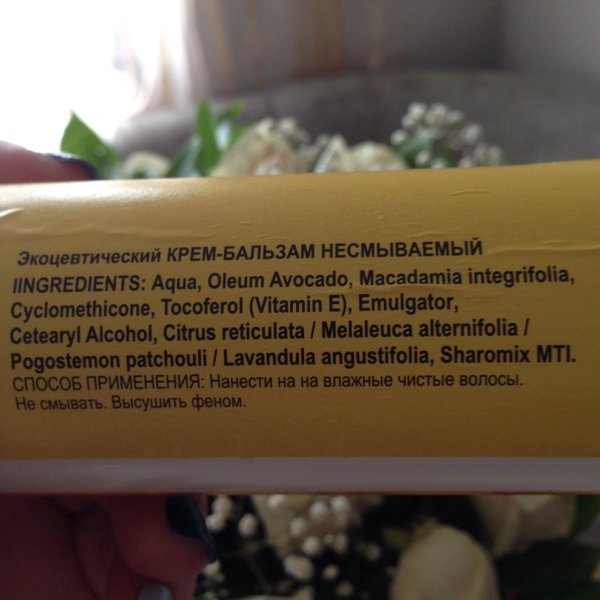 Экоцевтический КРЕМ-БАЛЬЗАМ НЕСМЫВАЕМЫЙ
IINGREDIENTS: Aqua, Oleum Avocado, Macadamia integrifolia,
Cyclomethicone, Tocoferol (Vitamin E), Emulgator,
Cetearyl Alcohol, Citrus reticulata / Melaleuca alternifolia /
Pogostemon patchouli / Lavandula angustifolia, Sharomix MTI.
СПОСОБ ПРИМЕНЕНИЯ: Нанести на на влажные чистые волосы.
Не смывать. Высушить феном.